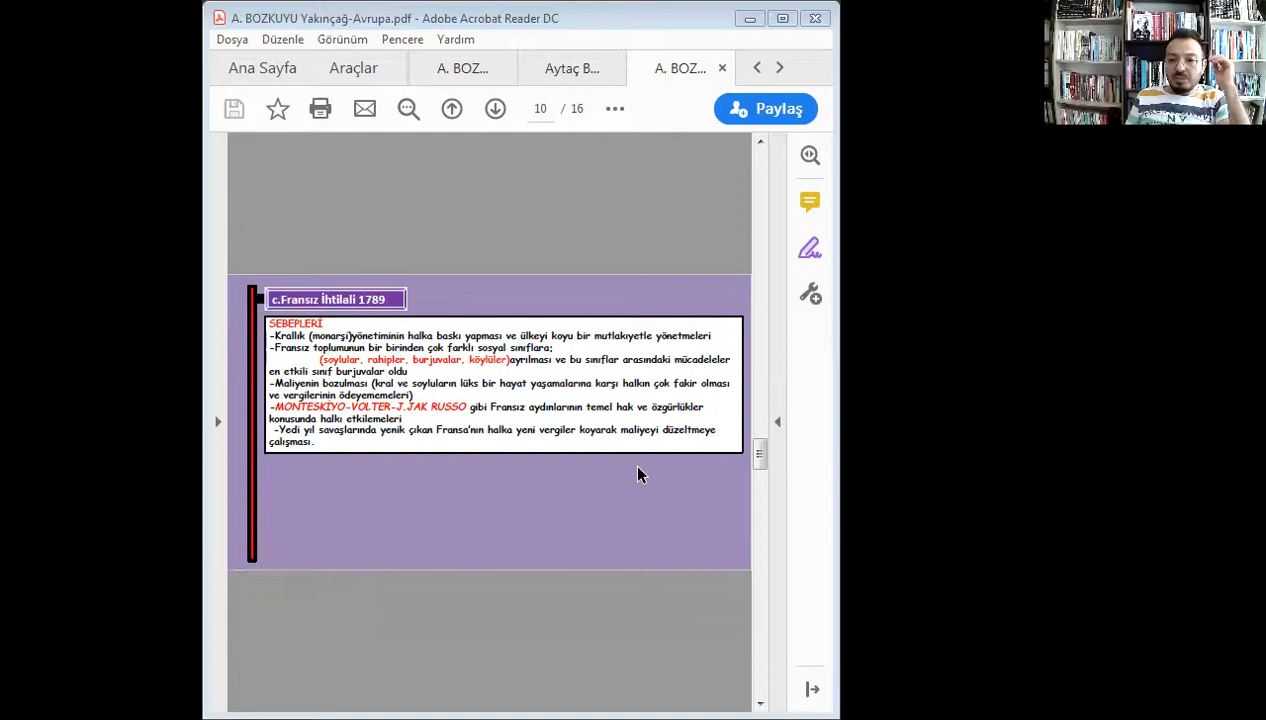 A. BOZKUYU Yakınçağ-Avrupa.pdf - Adobe Acrobat Reader DC
Dosya Düzenle Görünüm Pencere Yardım
Ana Sayfa Araçlar A. BOZ... Aytaç B... A. BOZ...
10 / 16 Paylaş
c.Fransız İhtilali 1789
SEBEPLERİ
-Krallık (monarşi)yönetiminin halka baskı yapması ve ülkeyi koyu bir mutlakıyetle yönetmeleri
-Fransız toplumunun bir birinden çok farklı sosyal sınıflara;
(soylular, rahipler, burjuvalar, köylüler)ayrılması ve bu sınıflar arasındaki mücadeleler
en etkili sınıf burjuvalar oldu
-Maliyenin bozulması (kral ve soyluların lüks bir hayat yaşamalarına karşı halkın çok fakir olması
ve vergilerinin ödeyememeleri)
-MONTESKİYO-VOLTER-J.JAK RUSSO gibi Fransız aydınlarının temel hak ve özgürlükler
konusunda halkı etkilemeleri
-Yedi yıl savaşlarında yenik çıkan Fransa'nın halka yeni vergiler koyarak maliyeyi düzeltmeye
çalışması.